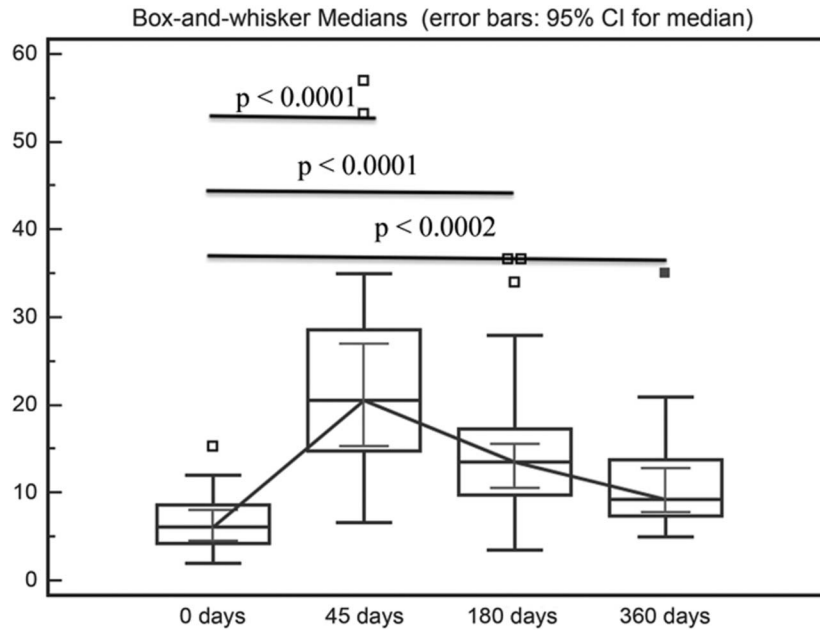 Box-and-whisker Medians (error bars: 95% CI for median)
60
p < 0.0001
50
p < 0.0001
40
p < 0.0002
30
20
10
0
0 days 45 days 180 days 360 days